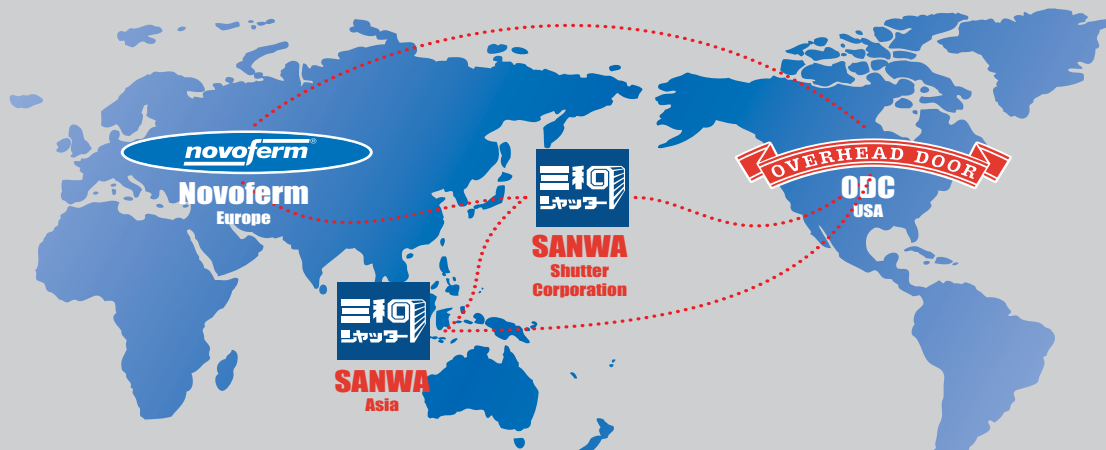 novoferm®
Novoferm
Europe
三和
シャッター
SANWA
Shutter
Corporation
OVERHEAD DOOR
ODC
USA
三和
シャッター
SANWA
Asia